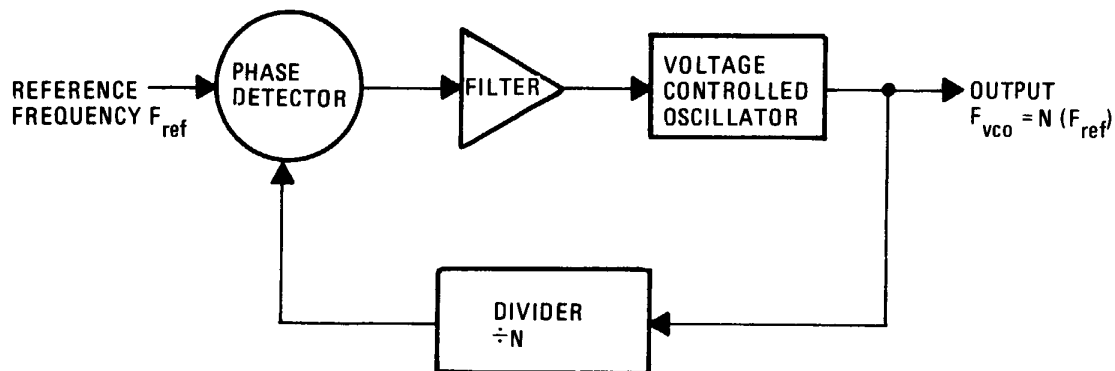 REFERENCE
FREQUENCY F_ref
PHASE
DETECTOR
FILTER
VOLTAGE
CONTROLLED
OSCILLATOR
OUTPUT
F_vco = N (F_ref)
DIVIDER
÷N